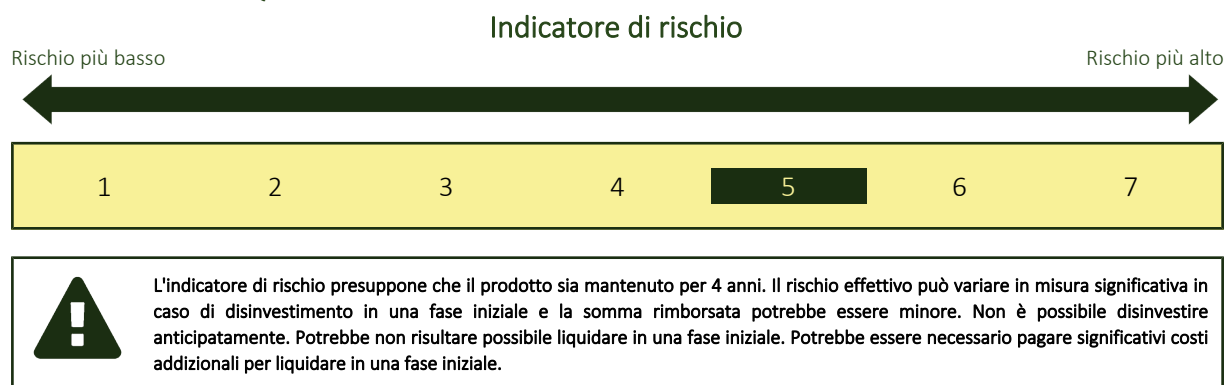 Indicatore di rischio
Rischio più basso
Rischio più alto
1 2 3 4 5 6 7
L'indicatore di rischio presuppone che il prodotto sia mantenuto per 4 anni. Il rischio effettivo può variare in misura significativa in
caso di disinvestimento in una fase iniziale e la somma rimborsata potrebbe essere minore. Non è possibile disinvestire
anticipatamente. Potrebbe non risultare possibile liquidare in una fase iniziale. Potrebbe essere necessario pagare significativi costi
addizionali per liquidare in una fase iniziale.